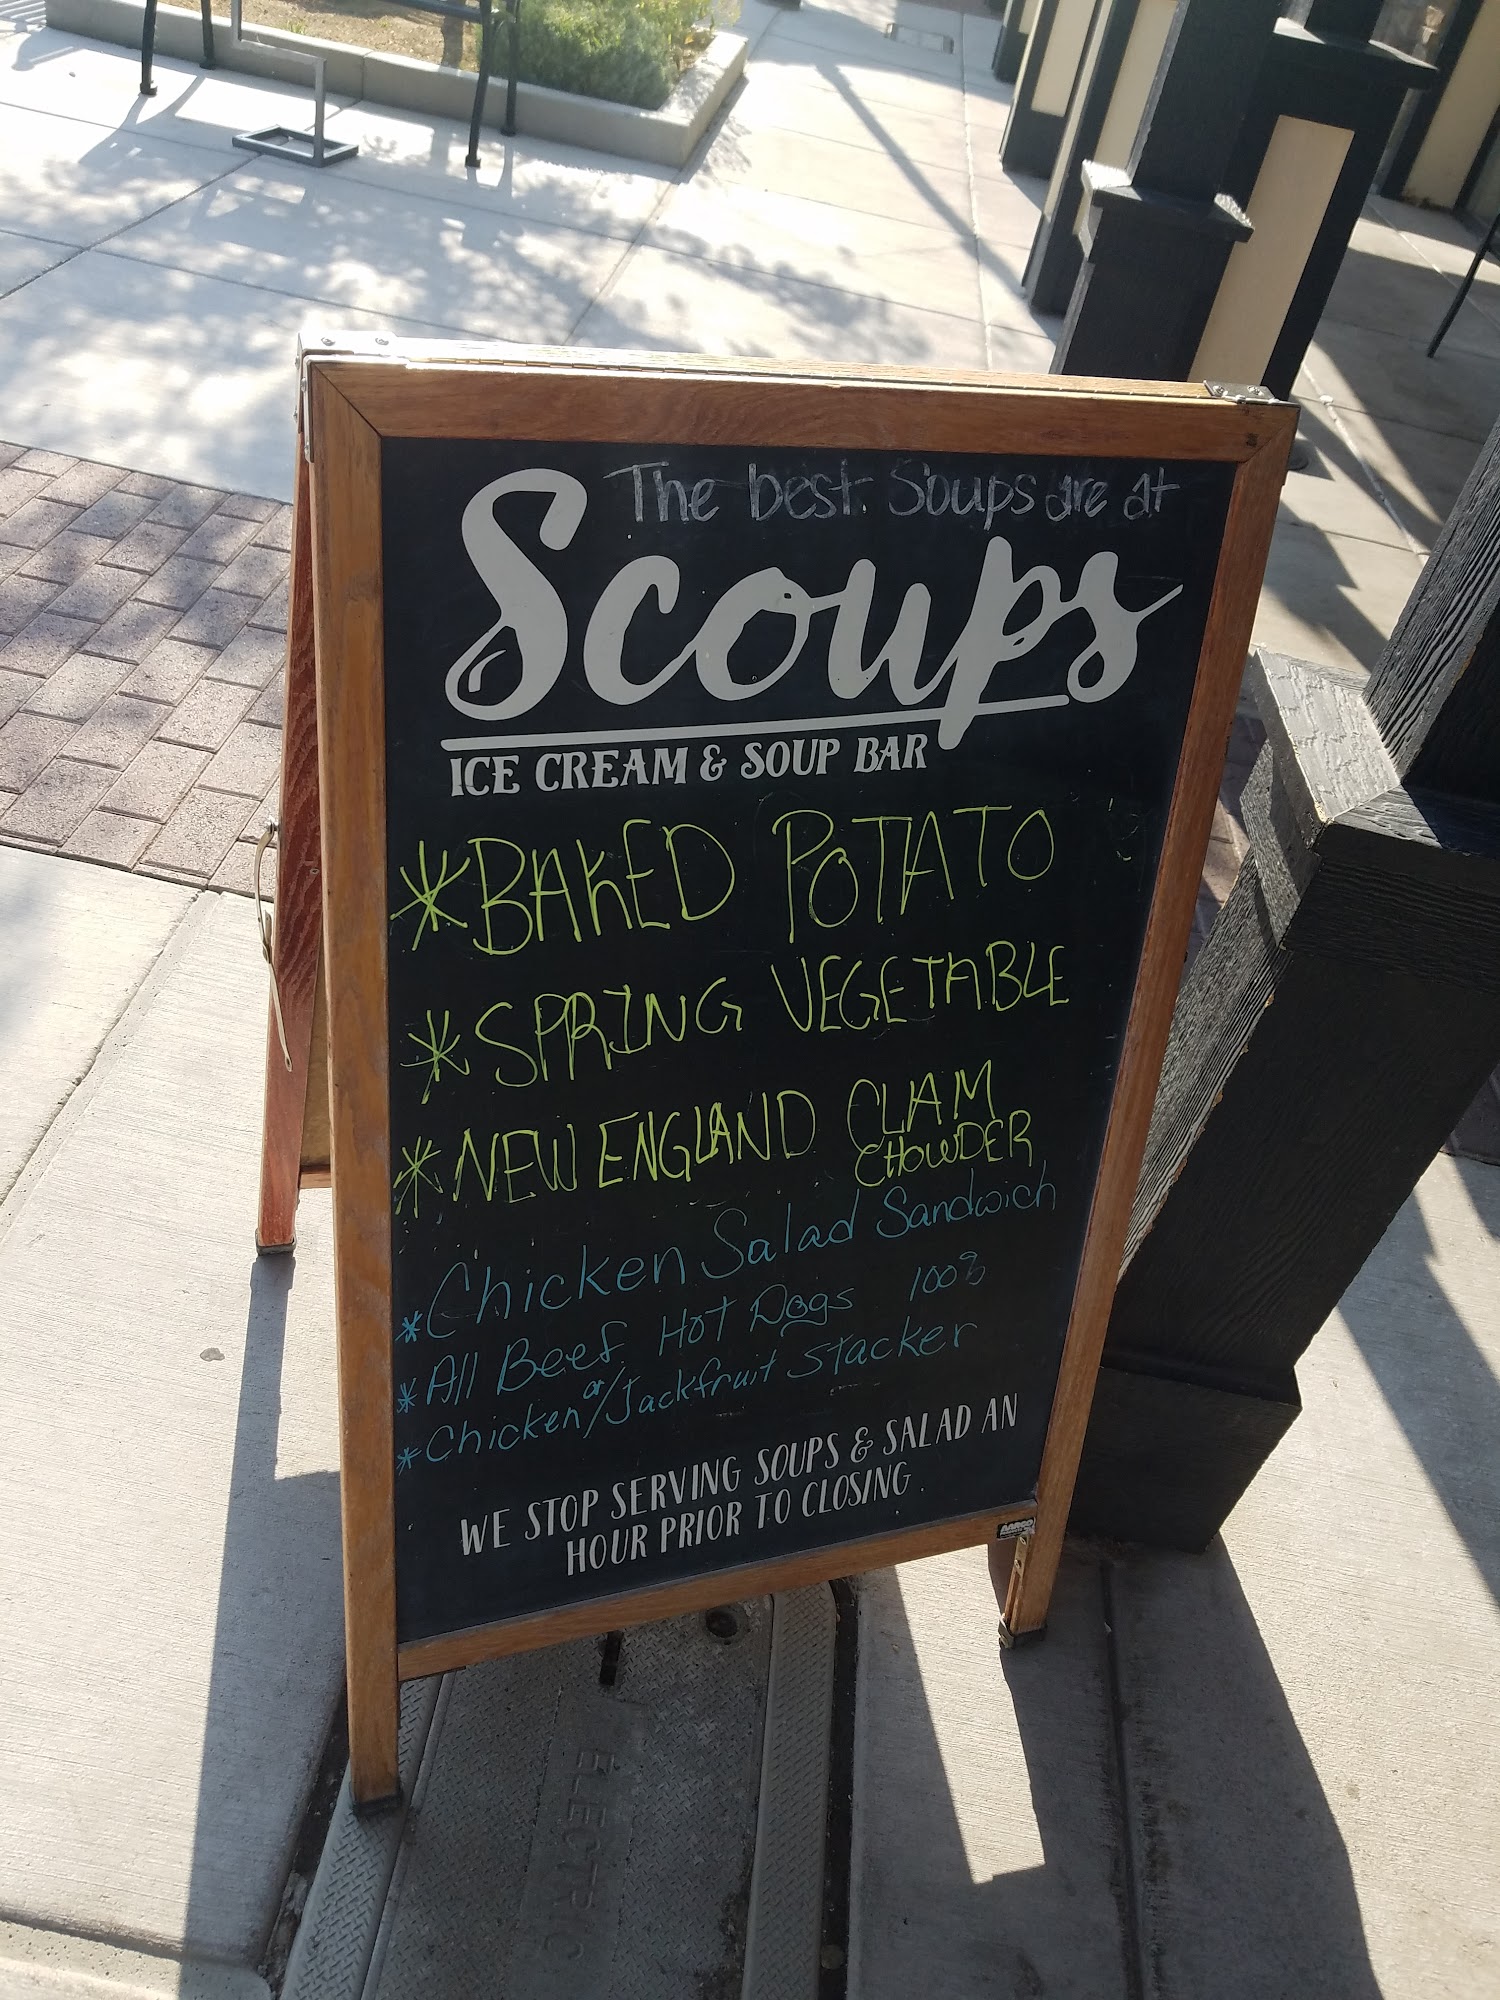 The best Soups are at
Scoups
ICE CREAM & SOUP BAR
*BAKED POTATO
*SPRING VEGETABLE
*NEW ENGLAND CLAM
CHOWDER
*Chicken Salad Sandwich
*All Beef Hot Dogs 100%
*Chicken or/Jackfruit Stacker
WE STOP SERVING SOUPS & SALAD AN
HOUR PRIOR TO CLOSING.
AARCO
ELECTRIC